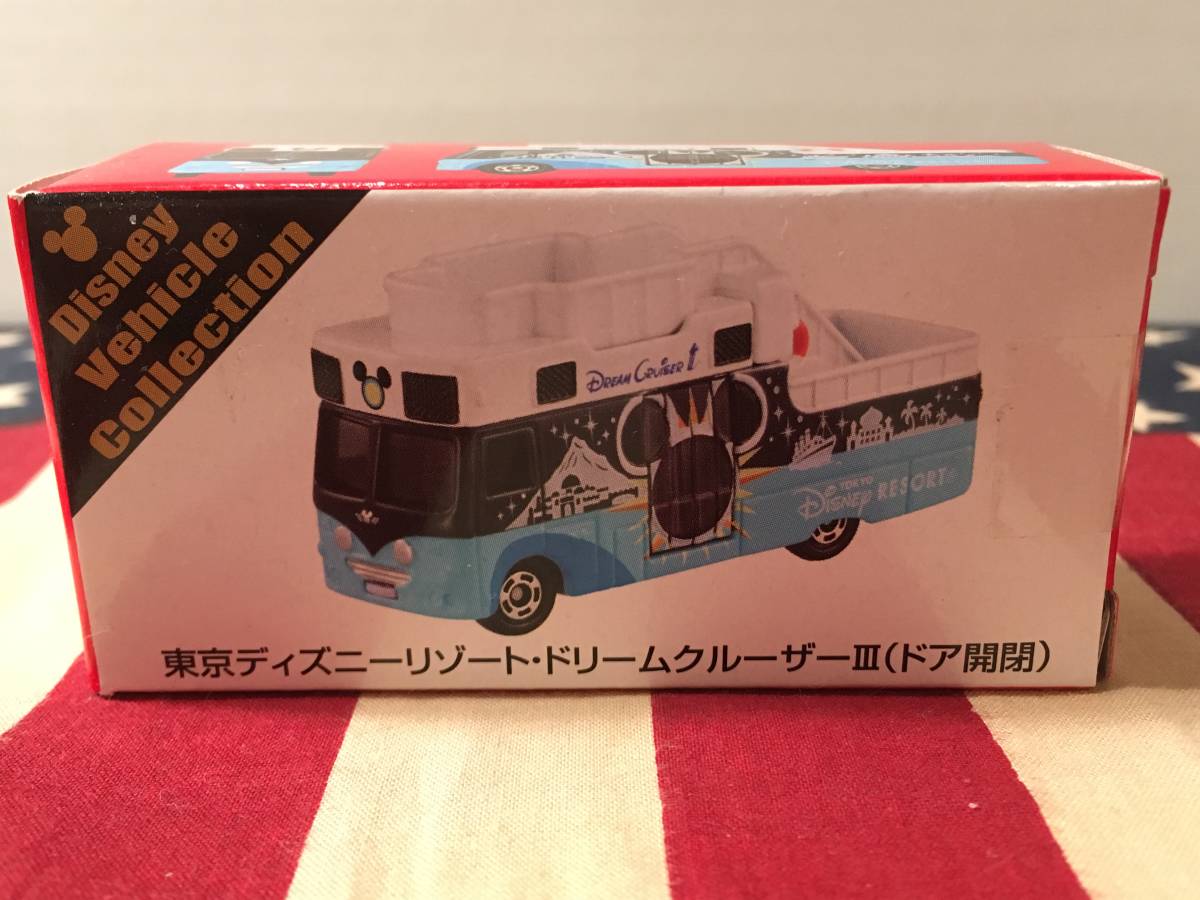 Disney
Vehicle
Collection
DREAM CRUISER II
TOKYO
Disney RESORT
東京ディズニーリゾート・ドリームクルーザーⅢ(ドア開閉)